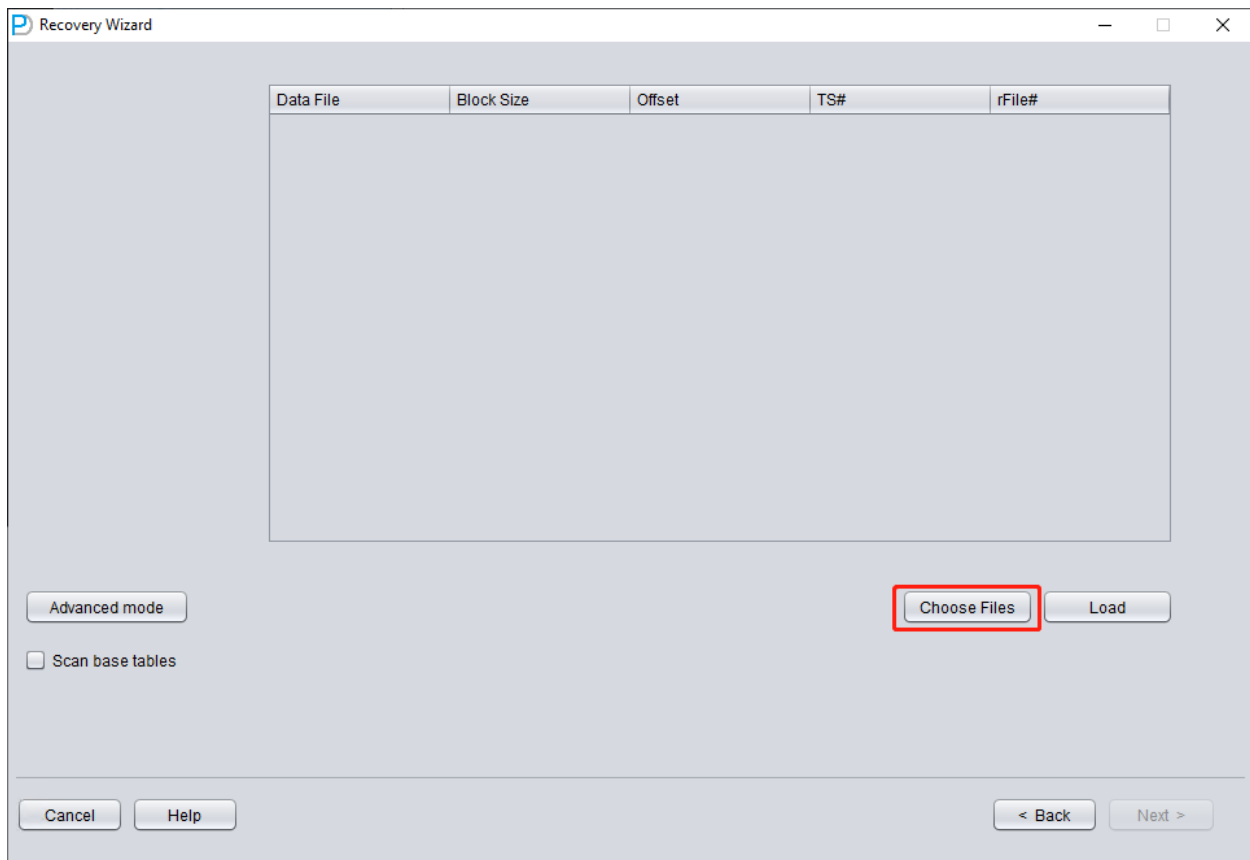 Recovery Wizard
Data File Block Size Offset TS# rFile#
Advanced mode Choose Files Load
Scan base tables
Cancel Help < Back Next >